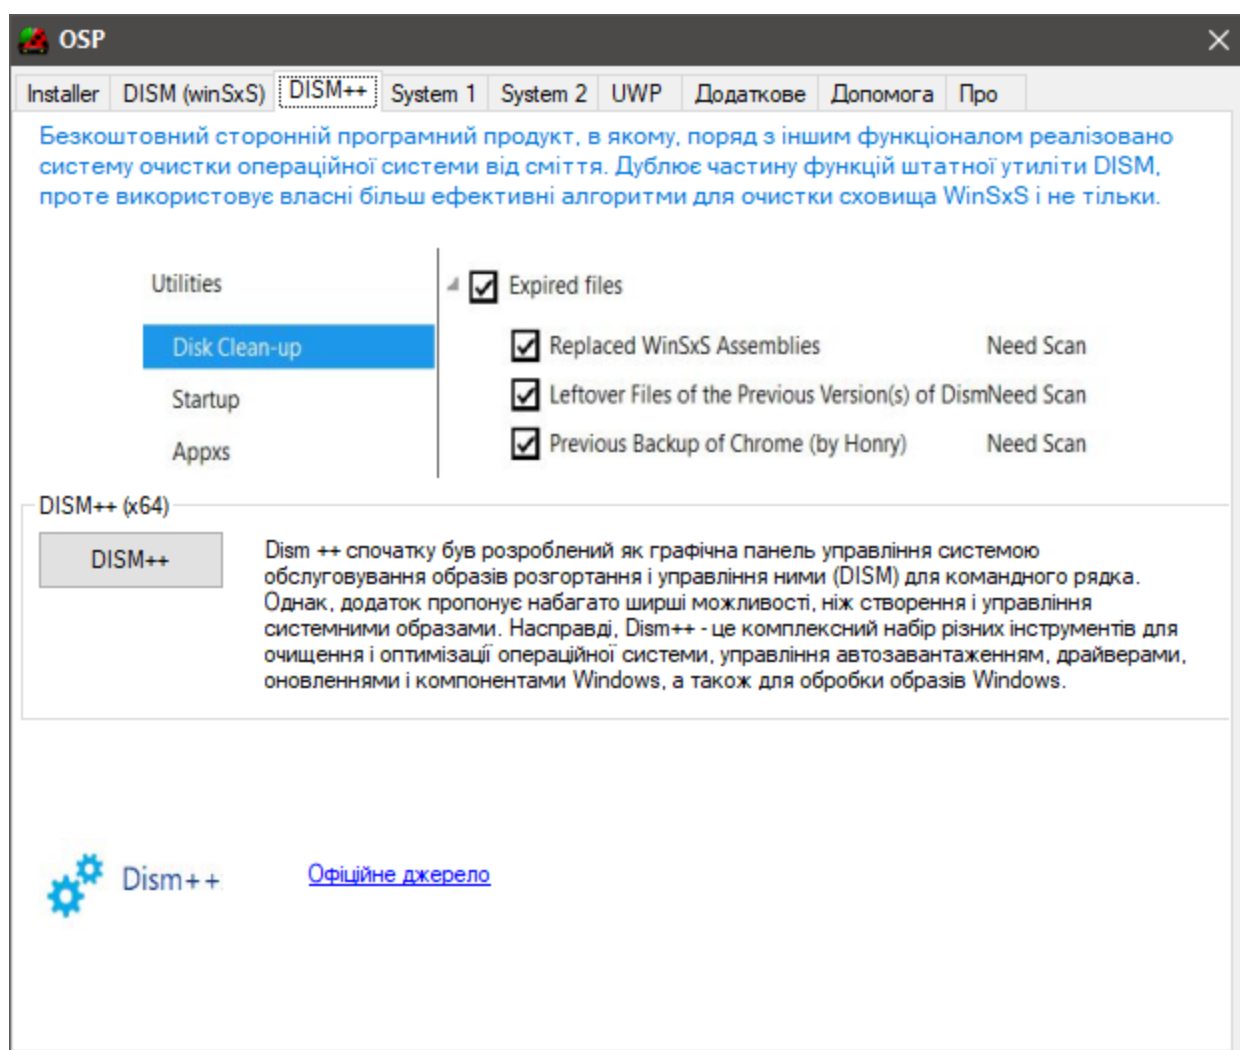 OSP
Installer DISM (winSxS) DISM++ System 1 System 2 UWP Додаткове Допомога Про
Безкоштовний сторонній програмний продукт, в якому, поряд з іншим функціоналом реалізовано
систему очистки операційної системи від сміття. Дублює частину функцій штатної утиліти DISM,
проте використовує власні більш ефективні алгоритми для очистки сховища WinSxS і не тільки.
Utilities
Disk Clean-up
Startup
Appxs
Expired files
Replaced WinSxS Assemblies Need Scan
Leftover Files of the Previous Version(s) of DismNeed Scan
Previous Backup of Chrome (by Honry) Need Scan
DISM++ (x64)
DISM++
Dism ++ спочатку був розроблений як графічна панель управління системою
обслуговування образів розгортання і управління ними (DISM) для командного рядка.
Однак, додаток пропонує набагато ширші можливості, ніж створення і управління
системними образами. Насправді, Dism++ - це комплексний набір різних інструментів для
очищення і оптимізації операційної системи, управління автозавантаженням, драйверами,
оновленнями і компонентами Windows, а також для обробки образів Windows.
Dism++
Офіційне джерело